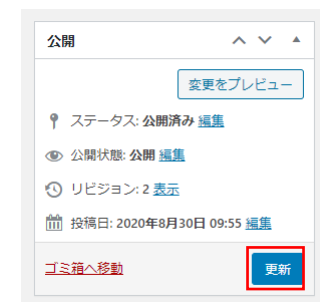 公開
変更をプレビュー
ステータス: 公開済み 編集
公開状態: 公開 編集
リビジョン: 2 表示
投稿日: 2020年8月30日 09:55 編集
ゴミ箱へ移動 更新